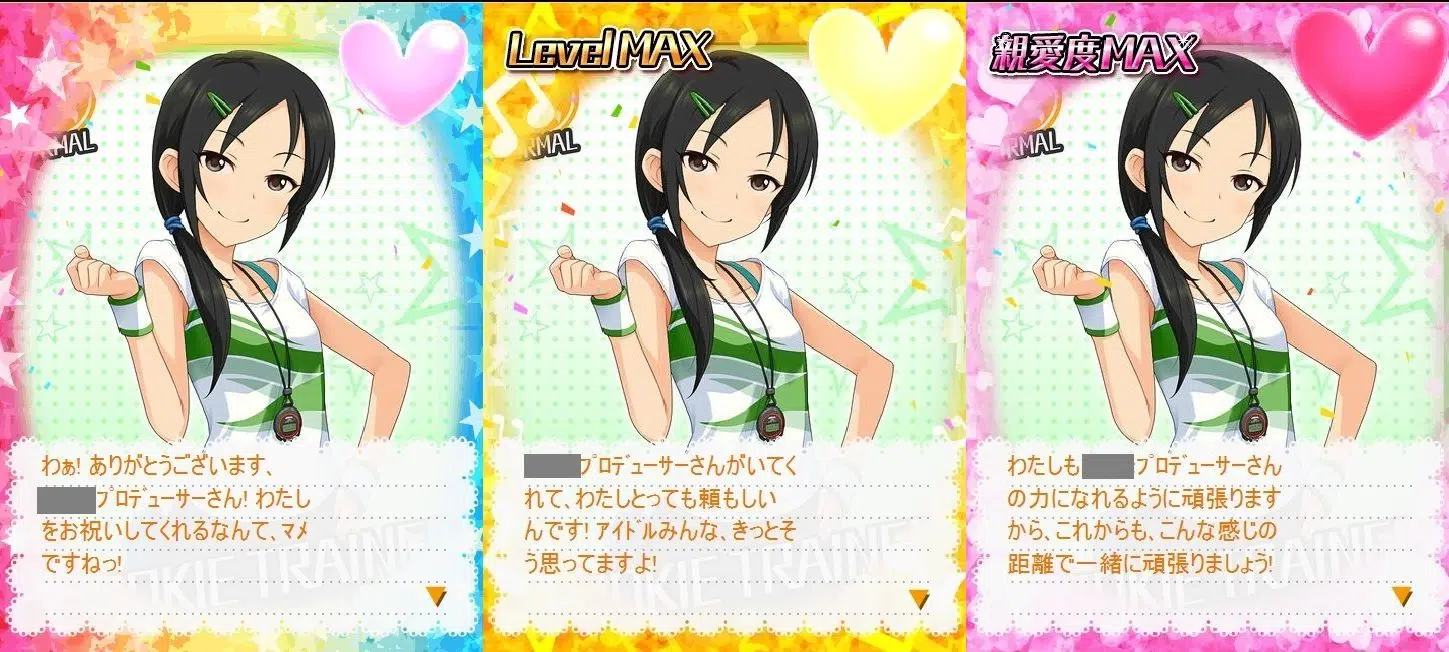 RMAL
わぁ! ありがとうございます、
プロデューサーさん! わたし
をお祝いしてくれるなんて、マメ
ですねっ!
Level MAX
RMAL
プロデューサーさんがいてく
れて、わたしとっても頼もしい
んです! アイドルみんな、きっとそ
う思ってますよ!
親愛度MAX
RMAL
わたしも プロデューサーさん
の力になれるように頑張ります
から、これからも、こんな感じの
距離で一緒に頑張りましょう!